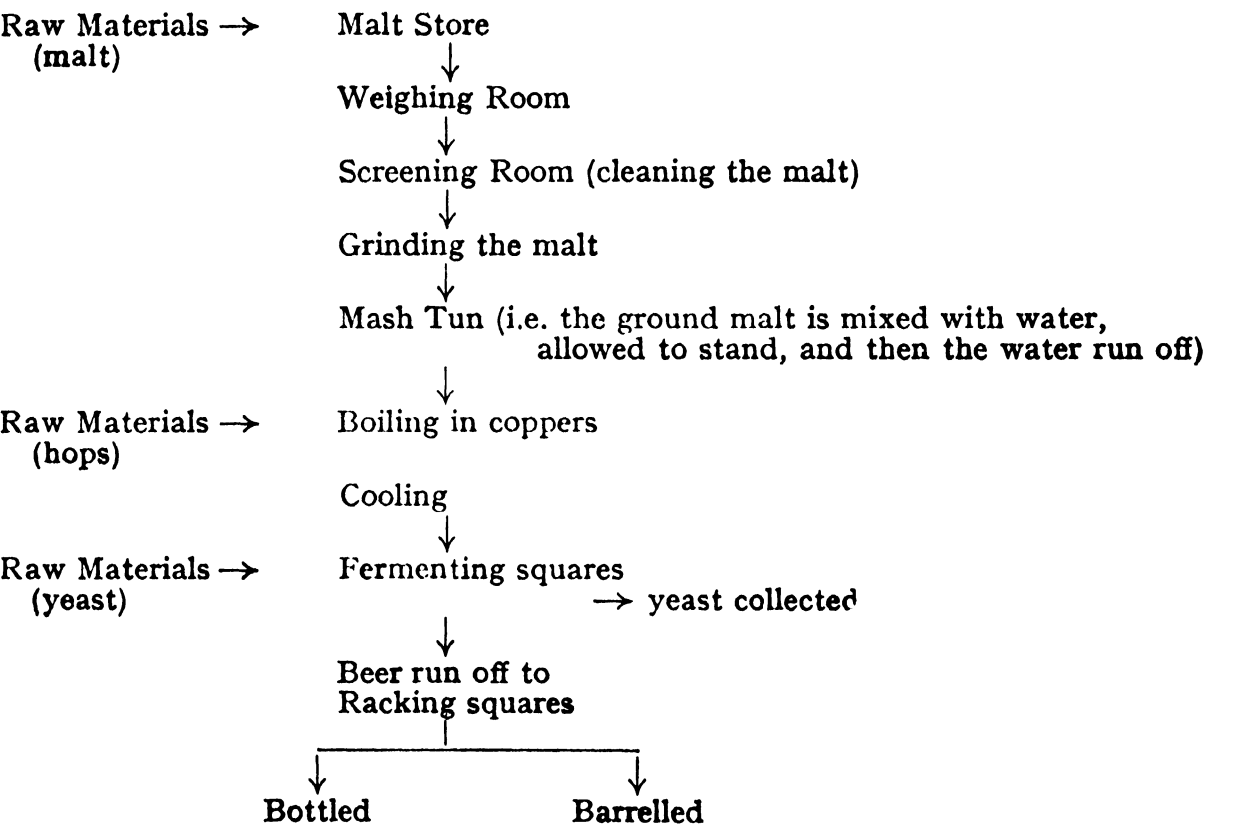 Raw Materials → Malt Store
(malt)
Weighing Room
Screening Room (cleaning the malt)
Grinding the malt
Mash Tun (i.e. the ground malt is mixed with water,
allowed to stand, and then the water run off)
Raw Materials → Boiling in coppers
(hops)
Cooling
Raw Materials → Fermenting squares
(yeast) → yeast collected
Beer run off to
Racking squares
Bottled Barrelled